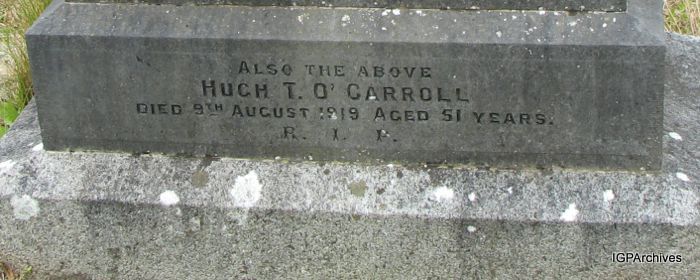 ALSO THE ABOVE
HUGH T. O'CARROLL
DIED 9TH AUGUST 1919 AGED 51 YEARS.
R. I. P.
IGPArchives